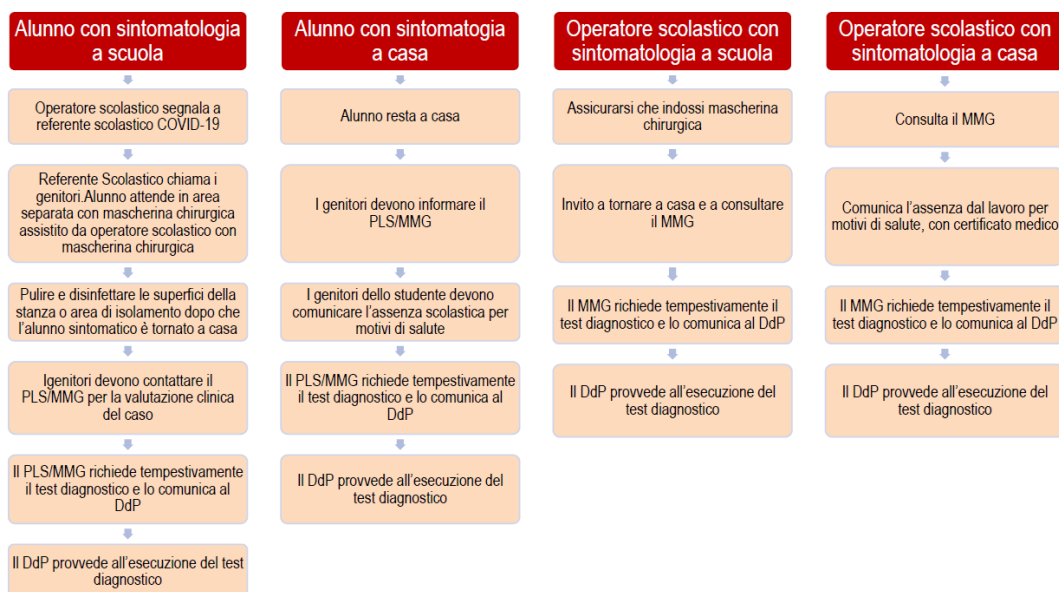 Alunno con sintomatologia
a scuola
Operatore scolastico segnala a
referente scolastico COVID-19
Referente Scolastico chiama i
genitori.Alunno attende in area
separata con mascherina chirurgica
assistito da operatore scolastico con
mascherina chirurgica
Pulire e disinfettare le superfici della
stanza o area di isolamento dopo che
l'alunno sintomatico è tornato a casa
Igenitori devono contattare il
PLS/MMG per la valutazione clinica
del caso
Il PLS/MMG richiede tempestivamente
il test diagnostico e lo comunica al
DdP
Il DdP provvede all'esecuzione del test
diagnostico
Alunno con sintomatogia
a casa
Alunno resta a casa
I genitori devono informare il
PLS/MMG
I genitori dello studente devono
comunicare l'assenza scolastica per
motivi di salute
Il PLS/MMG richiede tempestivamente
il test diagnostico e lo comunica al
DdP
Il DdP provvede all'esecuzione del
test diagnostico
Operatore scolastico con
sintomatologia a scuola
Assicurarsi che indossi mascherina
chirurgica
Invito a tornare a casa e a consultare
il MMG
Il MMG richiede tempestivamente il
test diagnostico e lo comunica al DdP
Il DdP provvede all'esecuzione del
test diagnostico
Operatore scolastico con
sintomatologia a casa
Consulta il MMG
Comunica l'assenza dal lavoro per
motivi di salute, con certificato medico
Il MMG richiede tempestivamente il
test diagnostico e lo comunica al DdP
Il DdP provvede all'esecuzione del
test diagnostico